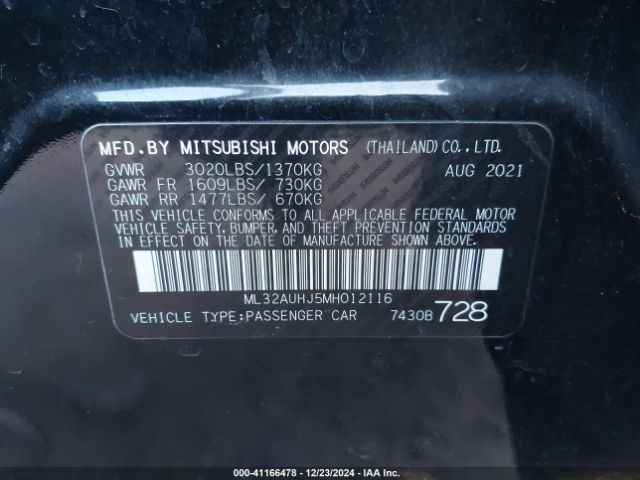 MFD.BY MITSUBISHI MOTORS (THAILAND)CO.,LTD.
GVWR 3020LBS/1370KG AUG 2021
GAWR FR 1609LBS/ 730KG
GAWR RR 1477LBS/ 670KG
THIS VEHICLE CONFORMS TO ALL APPLICABLE FEDERAL MOTOR
VEHICLE SAFETY, BUMPER, AND THEFT PREVENTION STANDARDS
IN EFFECT ON THE DATE OF MANUFACTURE SHOWN ABOVE.
ML32AUHJ5MH012116
VEHICLE TYPE:PASSENGER CAR 7430B 728
000-41166478 - 12/23/2024 - IAA Inc.